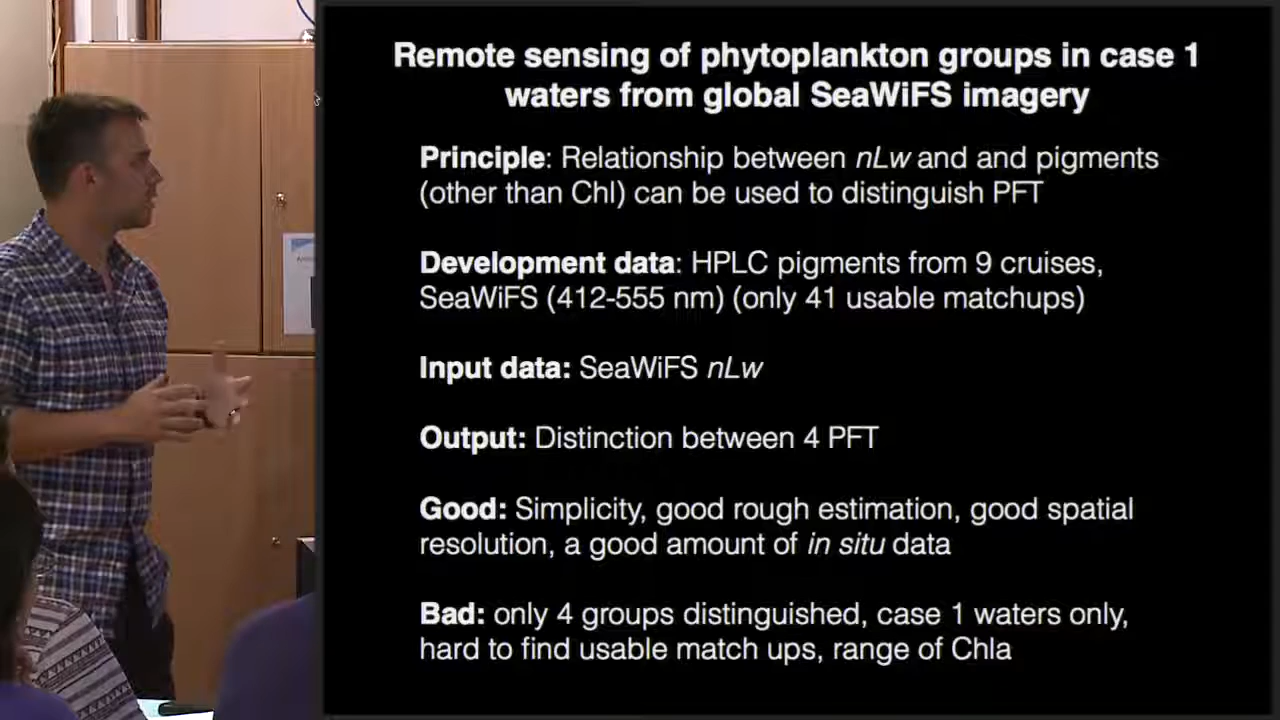 Remote sensing of phytoplankton groups in case 1
waters from global SeaWiFS imagery
Principle: Relationship between nLw and and pigments
(other than Chl) can be used to distinguish PFT
Development data: HPLC pigments from 9 cruises,
SeaWiFS (412-555 nm) (only 41 usable matchups)
Input data: SeaWiFS nLw
Output: Distinction between 4 PFT
Good: Simplicity, good rough estimation, good spatial
resolution, a good amount of in situ data
Bad: only 4 groups distinguished, case 1 waters only,
hard to find usable match ups, range of Chla